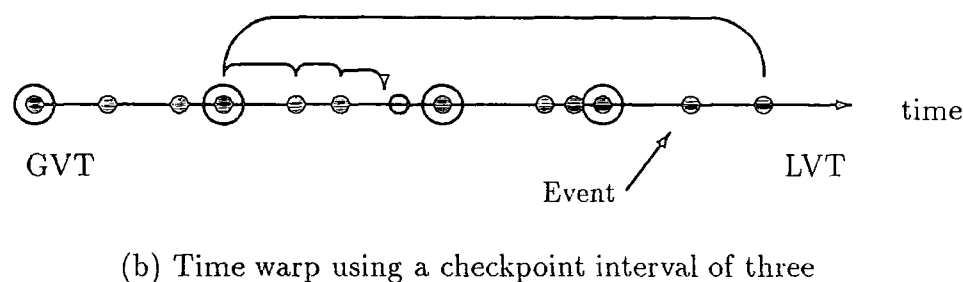 time
GVT
LVT
Event
(b) Time warp using a checkpoint interval of three